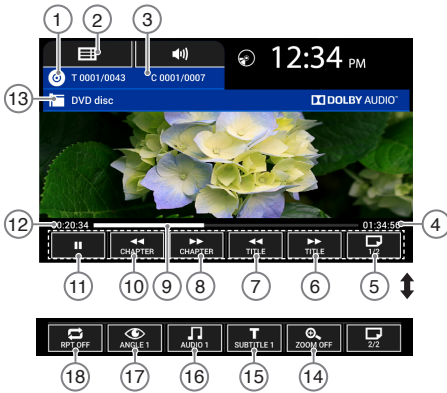 1 2 3
12:34 PM
T 0001/0043 C 0001/0007
13 DVD disc DOLBY AUDIO™
12 00:20:34 01:34:56 4
CHAPTER CHAPTER TITLE TITLE 1/2
11 10 9 8 7 6 5
RPT OFF ANGLE 1 AUDIO 1 SUBTITLE 1 ZOOM OFF 2/2
18 17 16 15 14